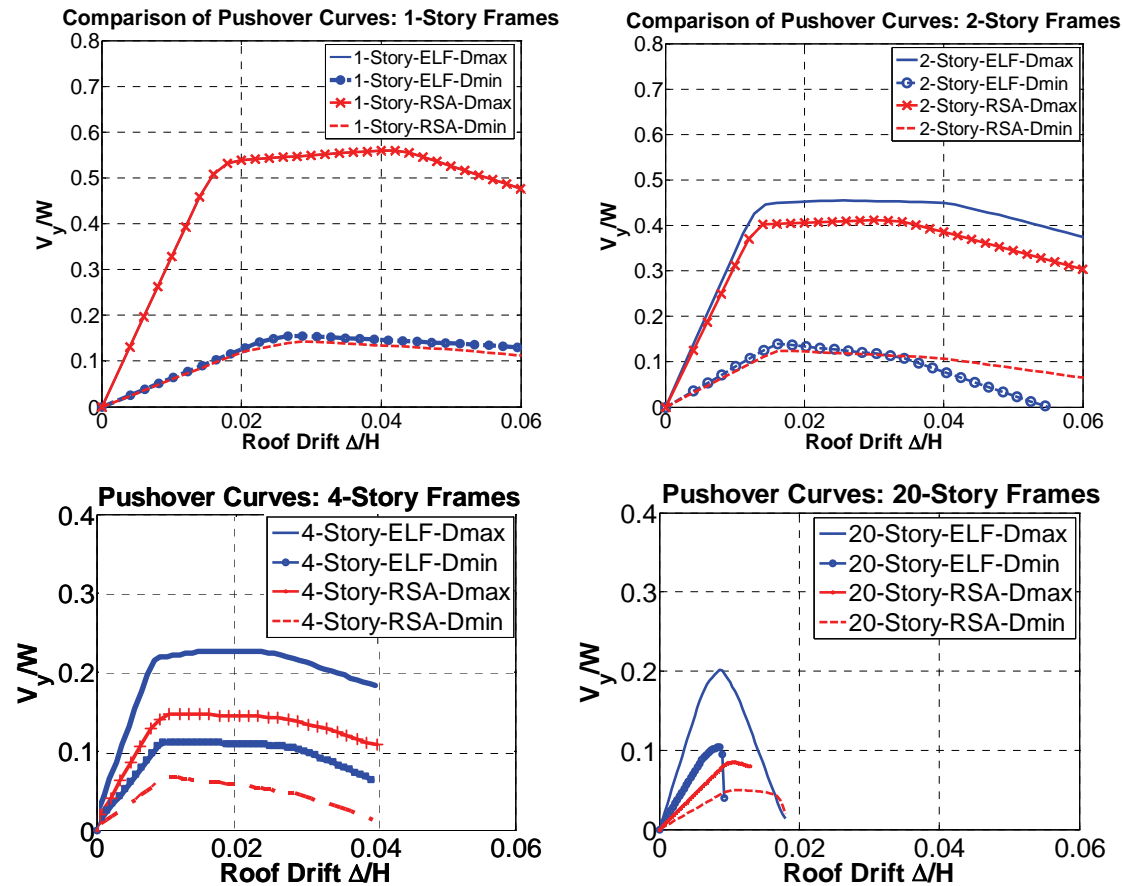 Comparison of Pushover Curves: 1-Story Frames
0.8
0.7
0.6
0.5
0.4
0.3
0.2
0.1
0
V_y/W
1-Story-ELF-Dmax
1-Story-ELF-Dmin
1-Story-RSA-Dmax
1-Story-RSA-Dmin
0 0.02 0.04 0.06
Roof Drift Δ/H
Comparison of Pushover Curves: 2-Story Frames
0.8
0.7
0.6
0.5
0.4
0.3
0.2
0.1
0
V_y/W
2-Story-ELF-Dmax
2-Story-ELF-Dmin
2-Story-RSA-Dmax
2-Story-RSA-Dmin
0 0.02 0.04 0.06
Roof Drift Δ/H
Pushover Curves: 4-Story Frames
0.4
0.3
0.2
0.1
0
V_y/W
4-Story-ELF-Dmax
4-Story-ELF-Dmin
4-Story-RSA-Dmax
4-Story-RSA-Dmin
0 0.02 0.04 0.06
Roof Drift Δ/H
Pushover Curves: 20-Story Frames
0.4
0.3
0.2
0.1
0
V_y/W
20-Story-ELF-Dmax
20-Story-ELF-Dmin
20-Story-RSA-Dmax
20-Story-RSA-Dmin
0 0.02 0.04 0.06
Roof Drift Δ/H